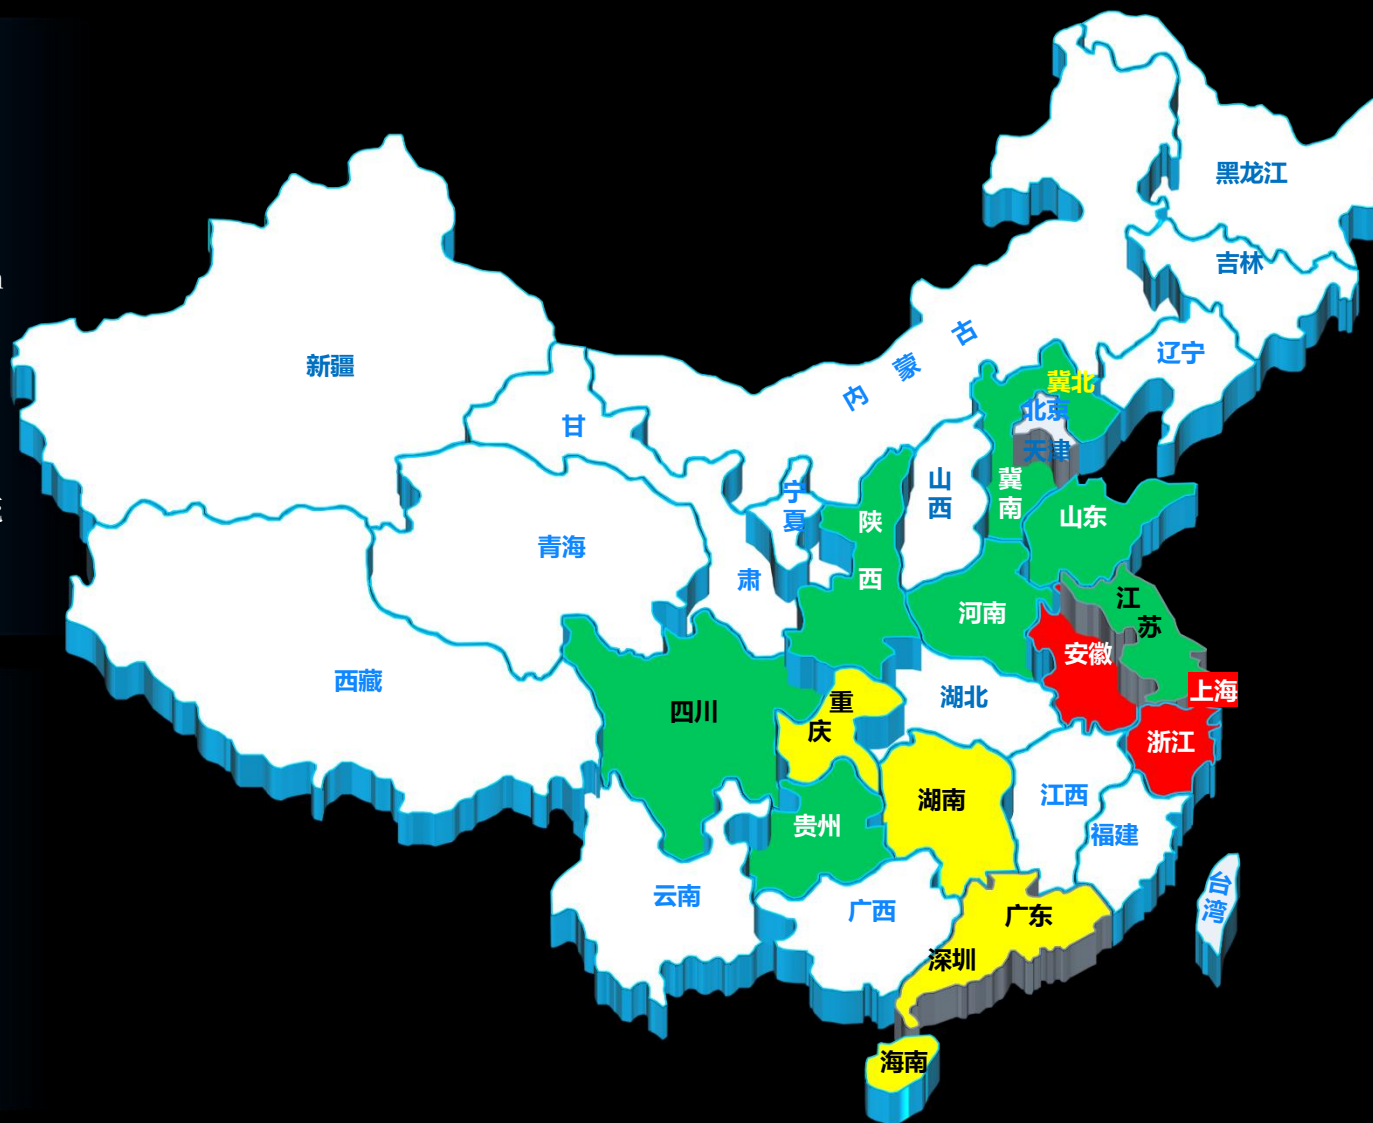 黑龙江
吉林
辽宁
内蒙古
新疆
冀北
北京
天津
甘
宁夏
山西
冀南
陕西
山东
青海
肃
江苏
河南
安徽
西藏
上海
湖北
四川
重庆
浙江
湖南
江西
贵州
福建
云南
广西
台湾
广东
深圳
海南